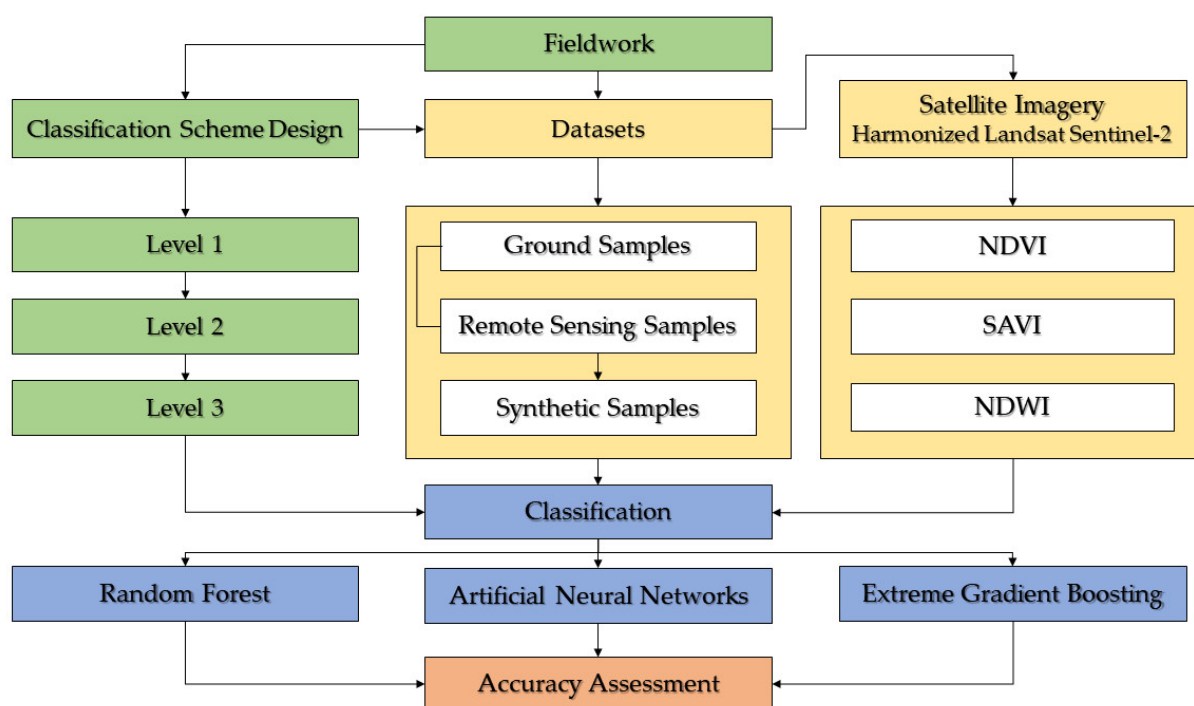 Fieldwork
Classification Scheme Design
Datasets
Satellite Imagery
Harmonized Landsat Sentinel-2
Level 1
Ground Samples
NDVI
Level 2
Remote Sensing Samples
SAVI
Level 3
Synthetic Samples
NDWI
Classification
Random Forest
Artificial Neural Networks
Extreme Gradient Boosting
Accuracy Assessment